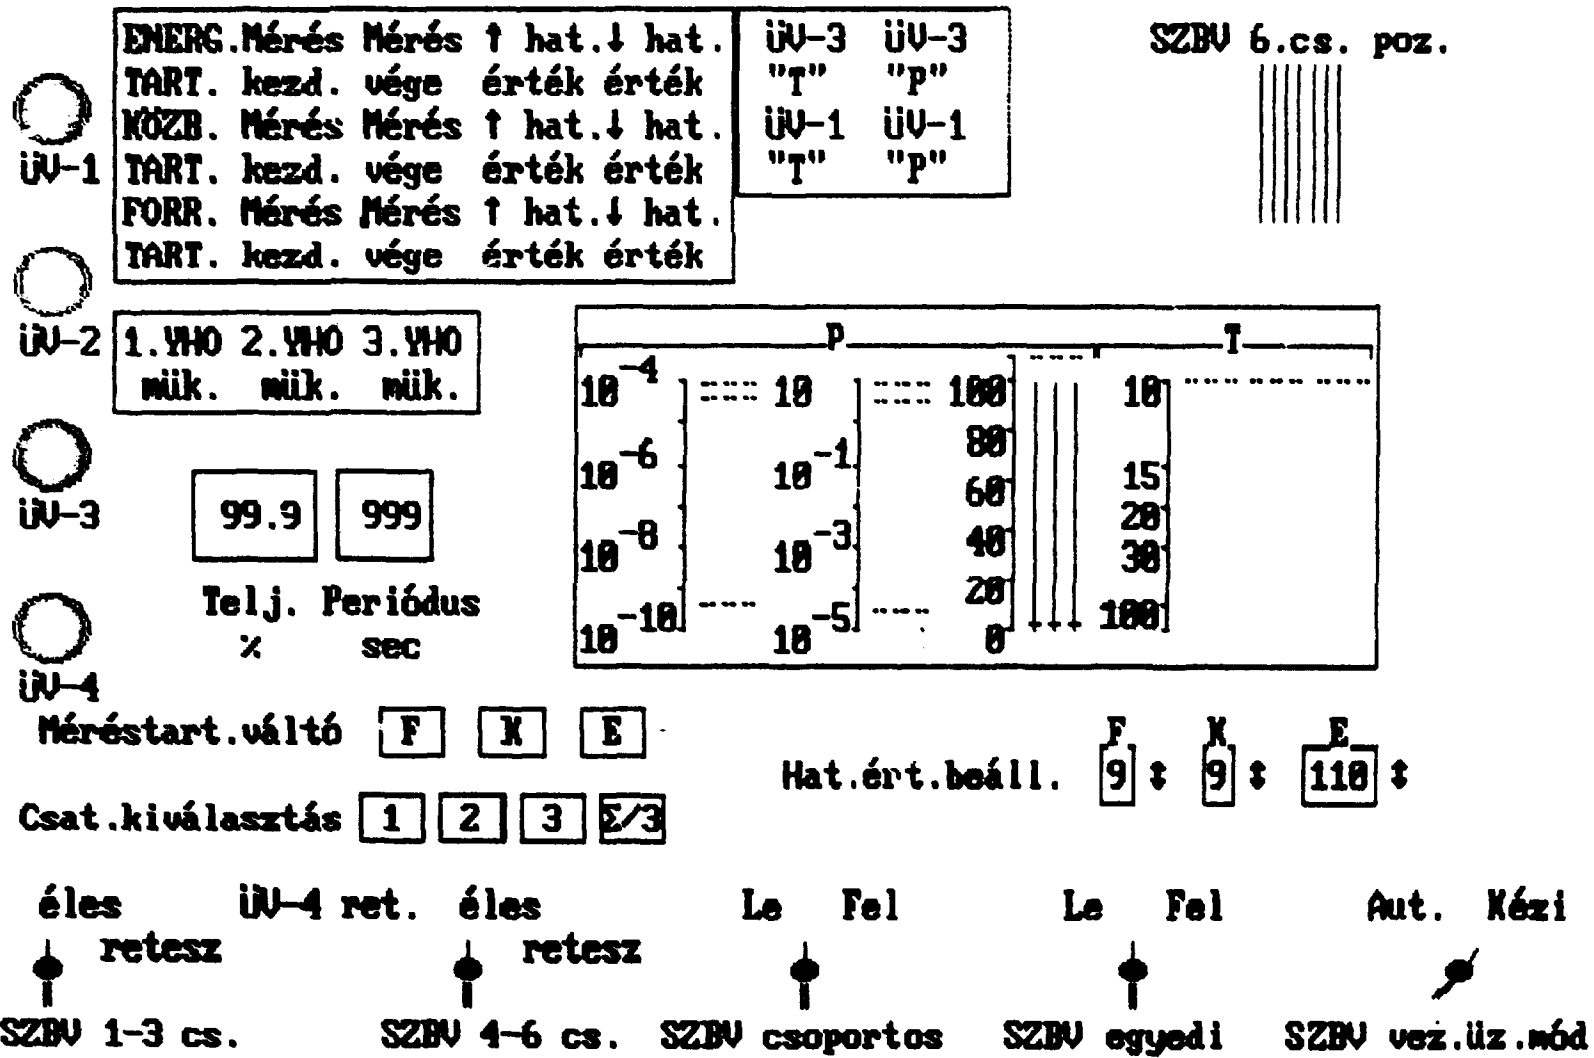 ENERG. Mérés Mérés ↑ hat. ↓ hat.
TART. kezd. vége érték érték
KÖZB. Mérés Mérés ↑ hat. ↓ hat.
TART. kezd. vége érték érték
FORR. Mérés Mérés ↑ hat. ↓ hat.
TART. kezd. vége érték érték
ÜV-3 ÜV-3
"T" "P"
ÜV-1 ÜV-1
"T" "P"
SZBV 6.cs. poz.
ÜV-1
ÜV-2
ÜV-3
ÜV-4
1.YHO 2.YHO 3.YHO
mük. mük. mük.
99.9 999
Telj. Periódus
% sec
P T
10⁻⁴ 10 100 10
80
10⁻⁶ 10⁻¹ 60 15
20
10⁻⁸ 10⁻³ 40 30
20
10⁻¹⁰ 10⁻⁵ 0 100
Méréstart.váltó F K E
F K E
Hat.ért.beáll. 9 ↕ 9 ↕ 110 ↕
Csat.kiválasztás 1 2 3 Σ/3
éles ÜV-4 ret. éles Le Fel Le Fel Aut. Kézi
retesz retesz
SZBV 1-3 cs. SZBV 4-6 cs. SZBV csoportos SZBV egyedi SZBV vez.üz.mód